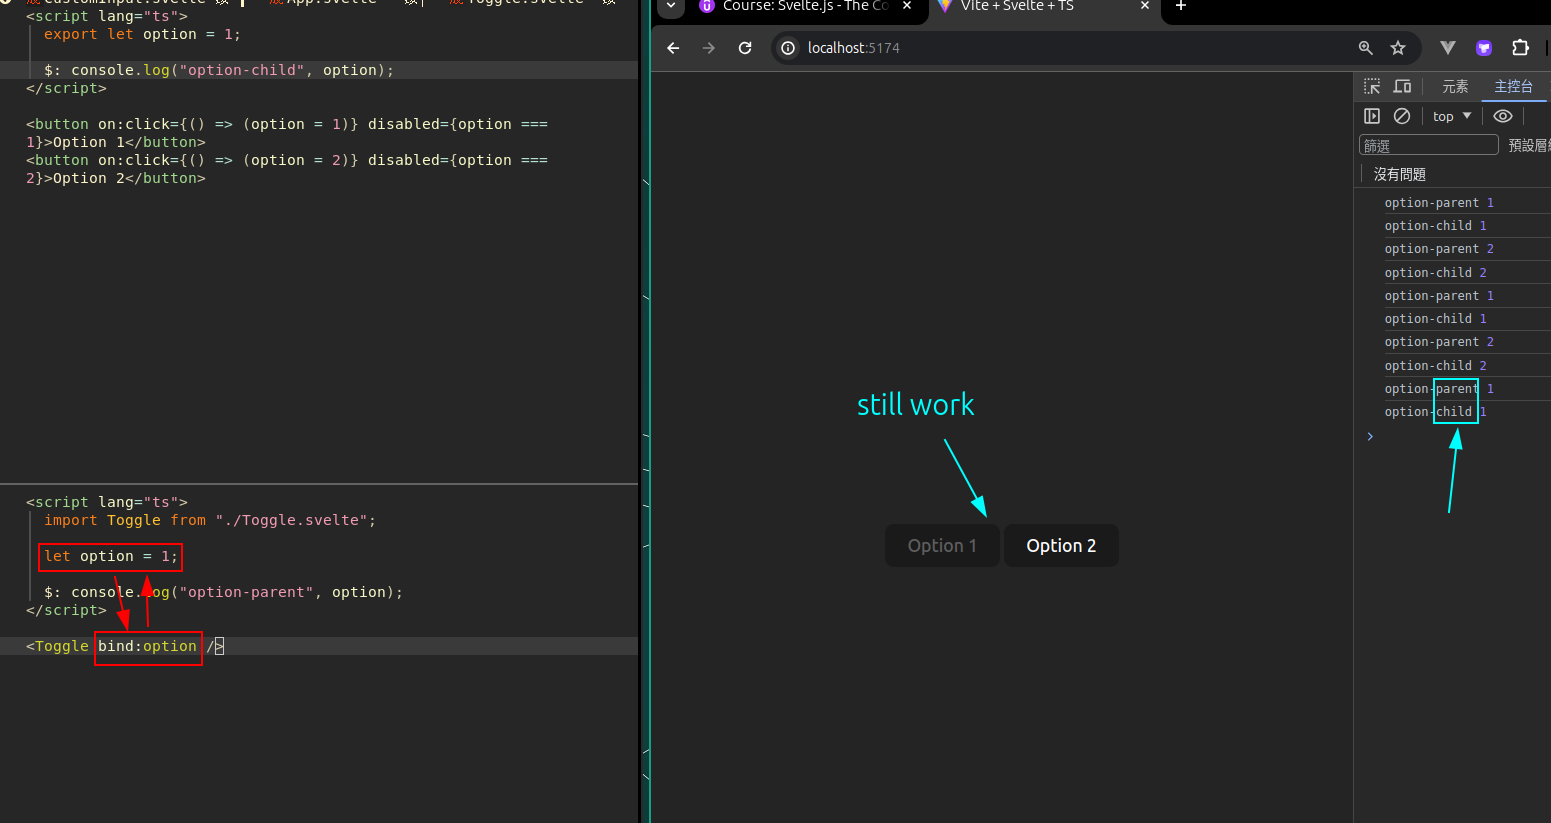 CustomInput.svelte
App.svelte
Toggle.svelte
<script lang="ts">
export let option = 1;
$: console.log("option-child", option);
</script>
<button on:click={() => (option = 1)} disabled={option ===
1}>Option 1</button>
<button on:click={() => (option = 2)} disabled={option ===
2}>Option 2</button>
<script lang="ts">
import Toggle from "./Toggle.svelte";
let option = 1;
$: console.log("option-parent", option);
</script>
<Toggle bind:option />
Course: Svelte.js - The Co
Vite + Svelte + TS
localhost:5174
still work
Option 1
Option 2
元素
主控台
top
篩選
預設層
沒有問題
option-parent 1
option-child 1
option-parent 2
option-child 2
option-parent 1
option-child 1
option-parent 2
option-child 2
option-parent 1
option-child 1